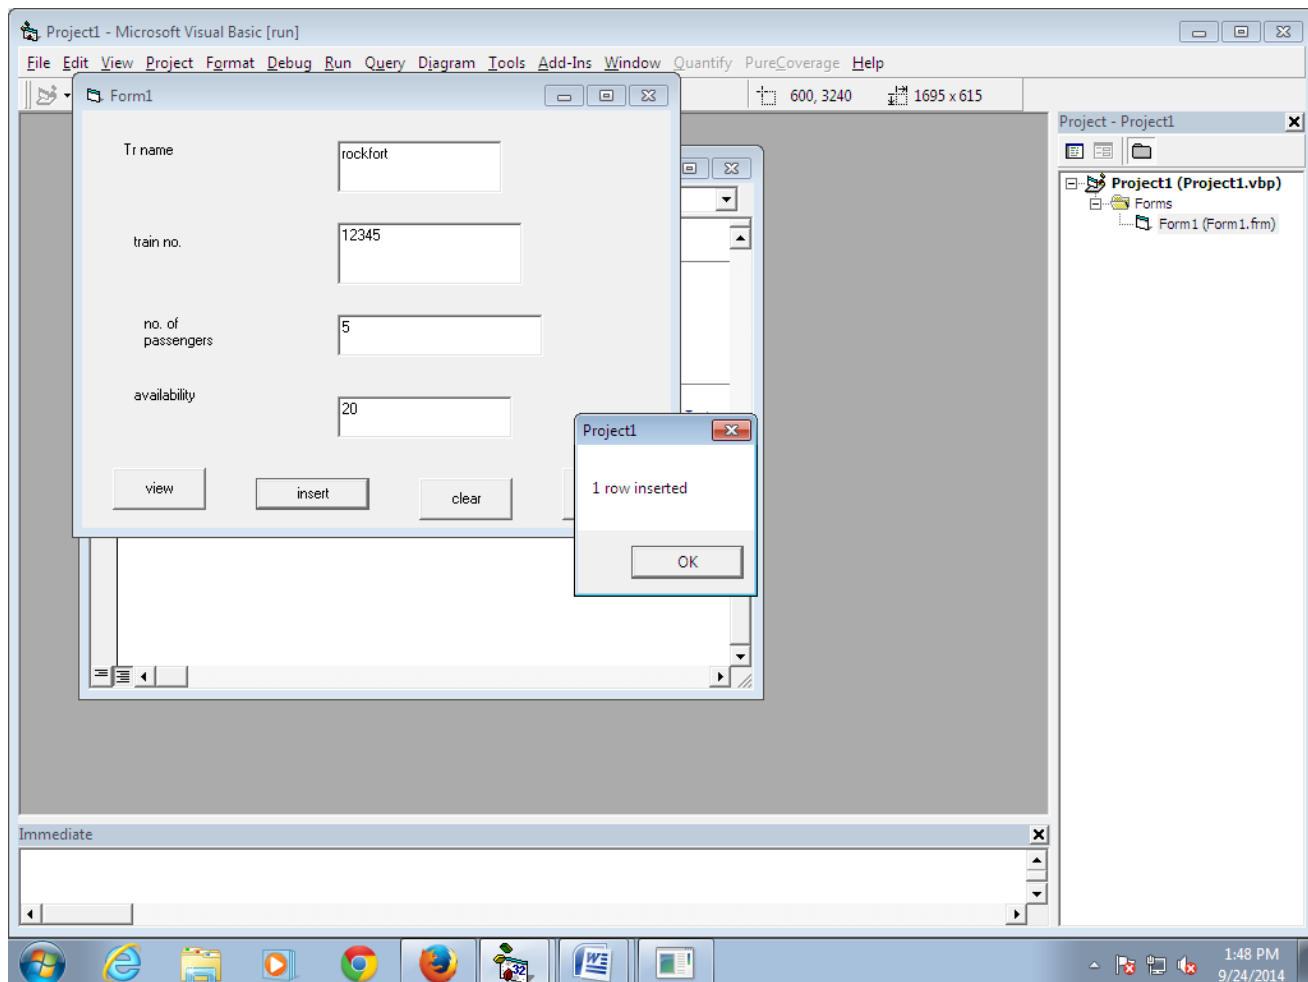 Project1 - Microsoft Visual Basic [run]
File Edit View Project Format Debug Run Query Diagram Tools Add-Ins Window Quantify PureCoverage Help
600, 3240 1695 x 615
Form1
Tr name
rockfort
train no.
12345
no. of
passengers
5
availability
20
view insert clear
Project1
1 row inserted
OK
Project - Project1
Project1 (Project1.vbp)
Forms
Form1 (Form1.frm)
Immediate
32
W
1:48 PM
9/24/2014